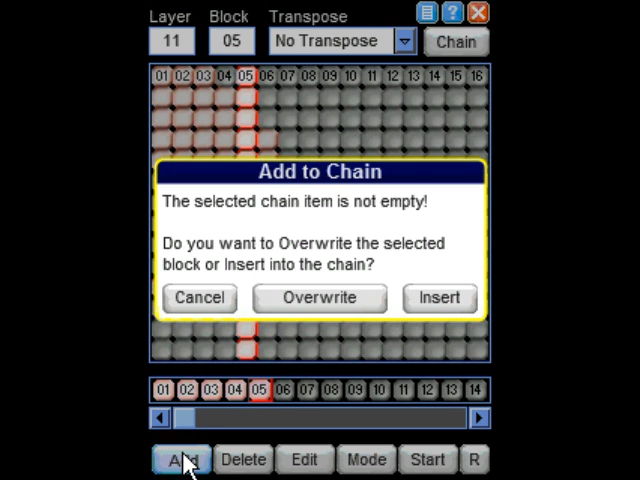 Layer Block Transpose
11 05 No Transpose Chain
01 02 03 04 05 06 07 08 09 10 11 12 13 14 15 16
Add to Chain
The selected chain item is not empty!
Do you want to Overwrite the selected
block or Insert into the chain?
Cancel Overwrite Insert
01 02 03 04 05 06 07 08 09 10 11 12 13 14
Add Delete Edit Mode Start R